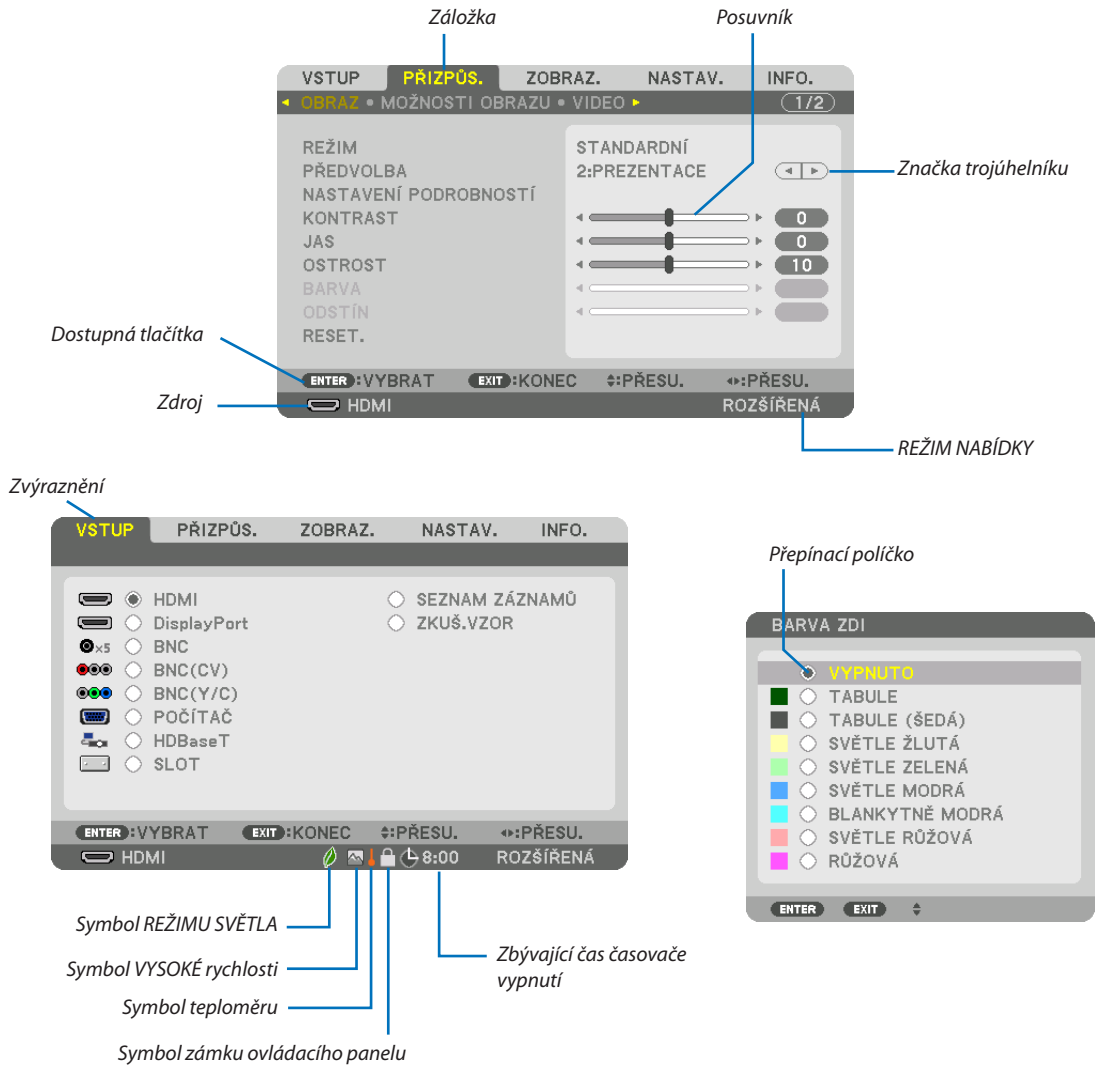 Záložka
Posuvník
VSTUP PŘIZPŮS. ZOBRAZ. NASTAV. INFO.
OBRAZ • MOŽNOSTI OBRAZU • VIDEO 1/2
REŽIM STANDARDNÍ
PŘEDVOLBA 2:PREZENTACE
Značka trojúhelníku
NASTAVENÍ PODROBNOSTÍ
KONTRAST 0
JAS 0
OSTROST 10
BARVA
ODSTÍN
RESET.
Dostupná tlačítka
ENTER :VYBRAT EXIT :KONEC :PŘESU. :PŘESU.
Zdroj
HDMI ROZŠÍŘENÁ
REŽIM NABÍDKY
Zvýraznění
VSTUP PŘIZPŮS. ZOBRAZ. NASTAV. INFO.
HDMI SEZNAM ZÁZNAMŮ
DisplayPort ZKUŠ.VZOR
×5 BNC
BNC(CV)
BNC(Y/C)
POČÍTAČ
HDBaseT
SLOT
ENTER :VYBRAT EXIT :KONEC :PŘESU. :PŘESU.
HDMI 8:00 ROZŠÍŘENÁ
Symbol REŽIMU SVĚTLA
Symbol VYSOKÉ rychlosti
Symbol teploměru
Symbol zámku ovládacího panelu
Zbývající čas časovače
vypnutí
Přepínací políčko
BARVA ZDI
VYPNUTO
TABULE
TABULE (ŠEDÁ)
SVĚTLE ŽLUTÁ
SVĚTLE ZELENÁ
SVĚTLE MODRÁ
BLANKYTNĚ MODRÁ
SVĚTLE RŮŽOVÁ
RŮŽOVÁ
ENTER EXIT